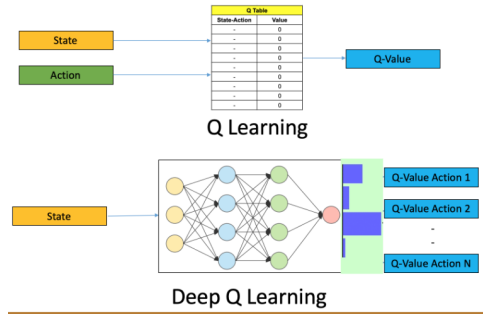 Q Table
State-Action Value
- 0
- 0
- 0
- 0
- 0
- 0
- 0
- 0
- 0
State
Action
Q-Value
Q Learning
State
Q-Value Action 1
Q-Value Action 2
-
-
Q-Value Action N
Deep Q Learning